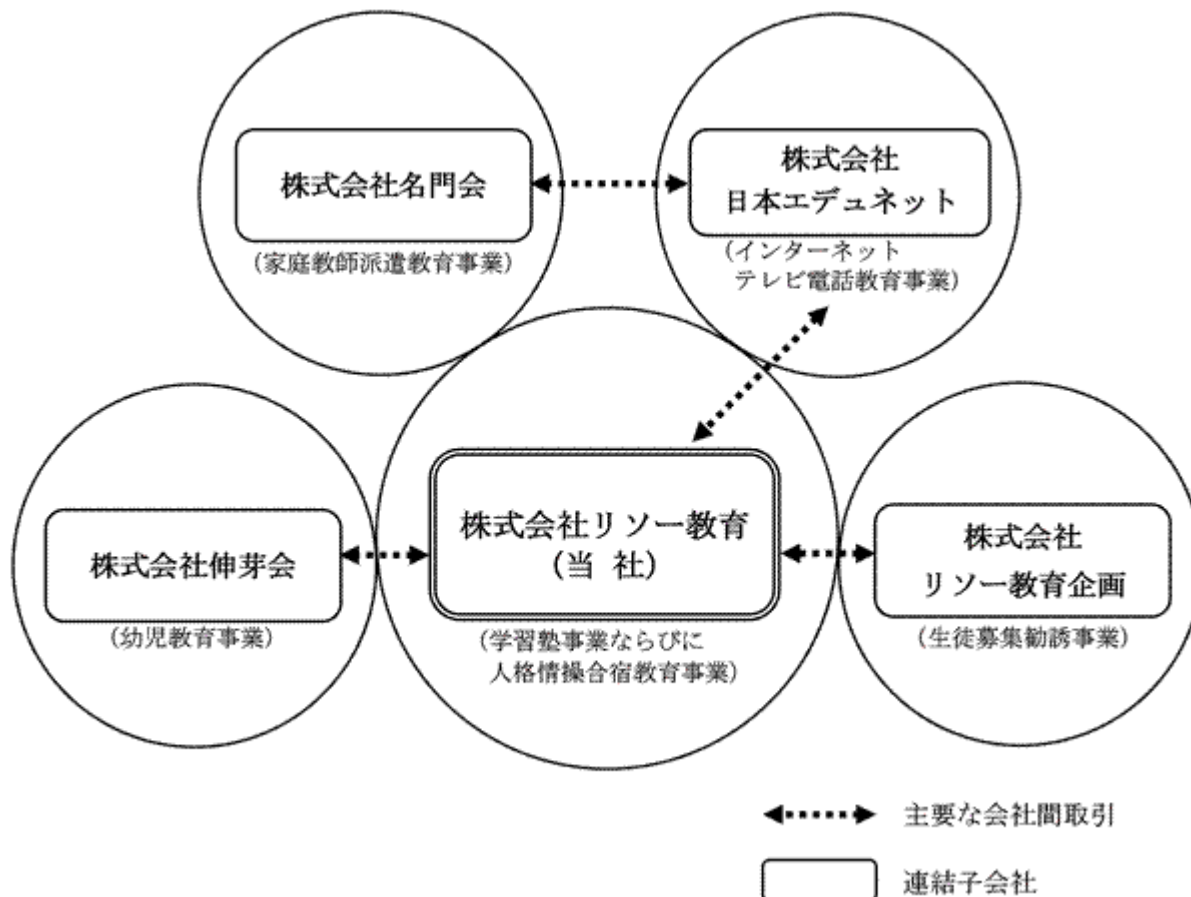 株式会社名門会
(家庭教師派遣教育事業)
株式会社
日本エデュネット
(インターネット
テレビ電話教育事業)
株式会社伸芽会
(幼児教育事業)
株式会社リソー教育
(当 社)
(学習塾事業ならびに
人格情操合宿教育事業)
株式会社
リソー教育企画
(生徒募集勧誘事業)
主要な会社間取引
連結子会社